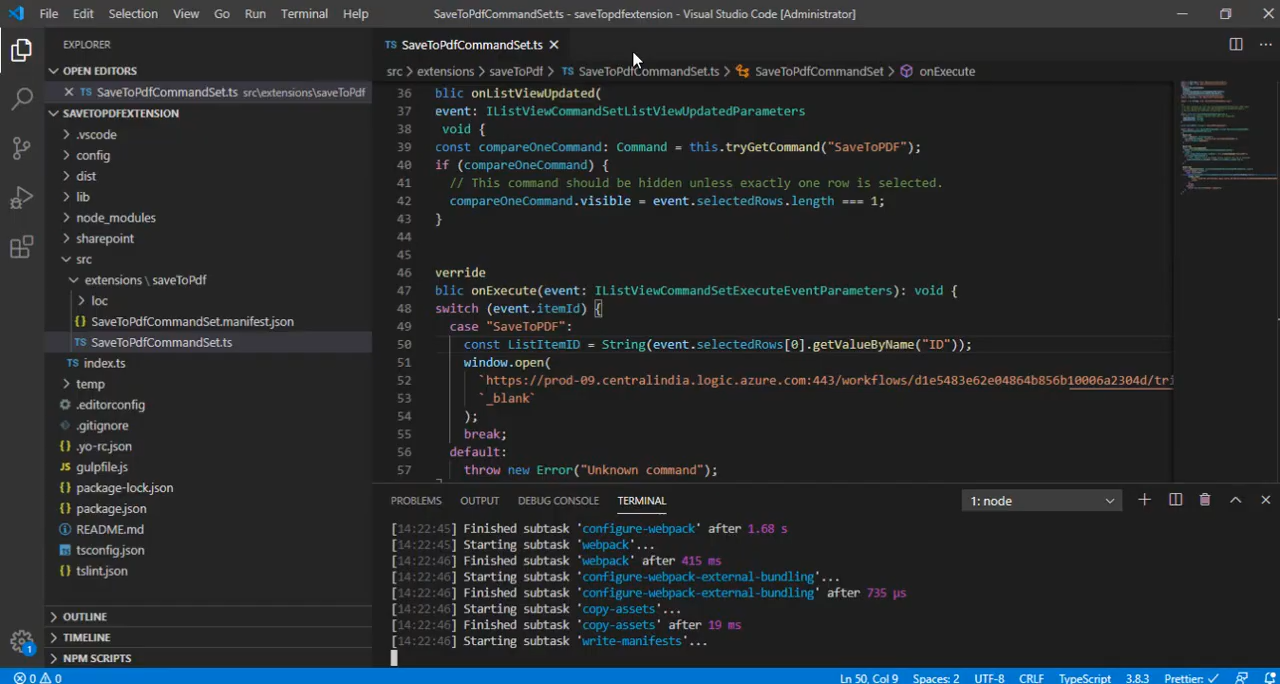 File Edit Selection View Go Run Terminal Help SaveToPdfCommandSet.ts - saveTopdfextension - Visual Studio Code [Administrator]
EXPLORER
OPEN EDITORS
SaveToPdfCommandSet.ts src\extensions\saveToPdf
SAVETOPDFEXTENSION
.vscode
config
dist
lib
node_modules
sharepoint
src
extensions \ saveToPdf
loc
{} SaveToPdfCommandSet.manifest.json
TS SaveToPdfCommandSet.ts
TS index.ts
temp
.editorconfig
.gitignore
{} .yo-rc.json
JS gulpfile.js
{} package-lock.json
{} package.json
README.md
tsconfig.json
{} tslint.json
OUTLINE
TIMELINE
NPM SCRIPTS
TS SaveToPdfCommandSet.ts
src > extensions > saveToPdf > TS SaveToPdfCommandSet.ts > SaveToPdfCommandSet > onExecute
36 blic onListViewUpdated(
37 event: IListViewCommandSetListViewUpdatedParameters
38 void {
39 const compareOneCommand: Command = this.tryGetCommand("SaveToPDF");
40 if (compareOneCommand) {
41 // This command should be hidden unless exactly one row is selected.
42 compareOneCommand.visible = event.selectedRows.length === 1;
43 }
44
45
46 verride
47 blic onExecute(event: IListViewCommandSetExecuteEventParameters): void {
48 switch (event.itemId) {
49 case "SaveToPDF":
50 const ListItemID = String(event.selectedRows[0].getValueByName("ID"));
51 window.open(
52 `https://prod-09.centralindia.logic.azure.com:443/workflows/d1e5483e62e04864b856b10006a2304d/tri
53 `_blank`
54 );
55 break;
56 default:
57 throw new Error("Unknown command");
PROBLEMS OUTPUT DEBUG CONSOLE TERMINAL 1: node
[14:22:45] Finished subtask 'configure-webpack' after 1.68 s
[14:22:45] Starting subtask 'webpack'...
[14:22:46] Finished subtask 'webpack' after 415 ms
[14:22:46] Starting subtask 'configure-webpack-external-bundling'...
[14:22:46] Finished subtask 'configure-webpack-external-bundling' after 735 μs
[14:22:46] Starting subtask 'copy-assets'...
[14:22:46] Finished subtask 'copy-assets' after 19 ms
[14:22:46] Starting subtask 'write-manifests'...
1
0 0 Ln 50, Col 9 Spaces: 2 UTF-8 CRLF TypeScript 3.8.3 Prettier: ✓